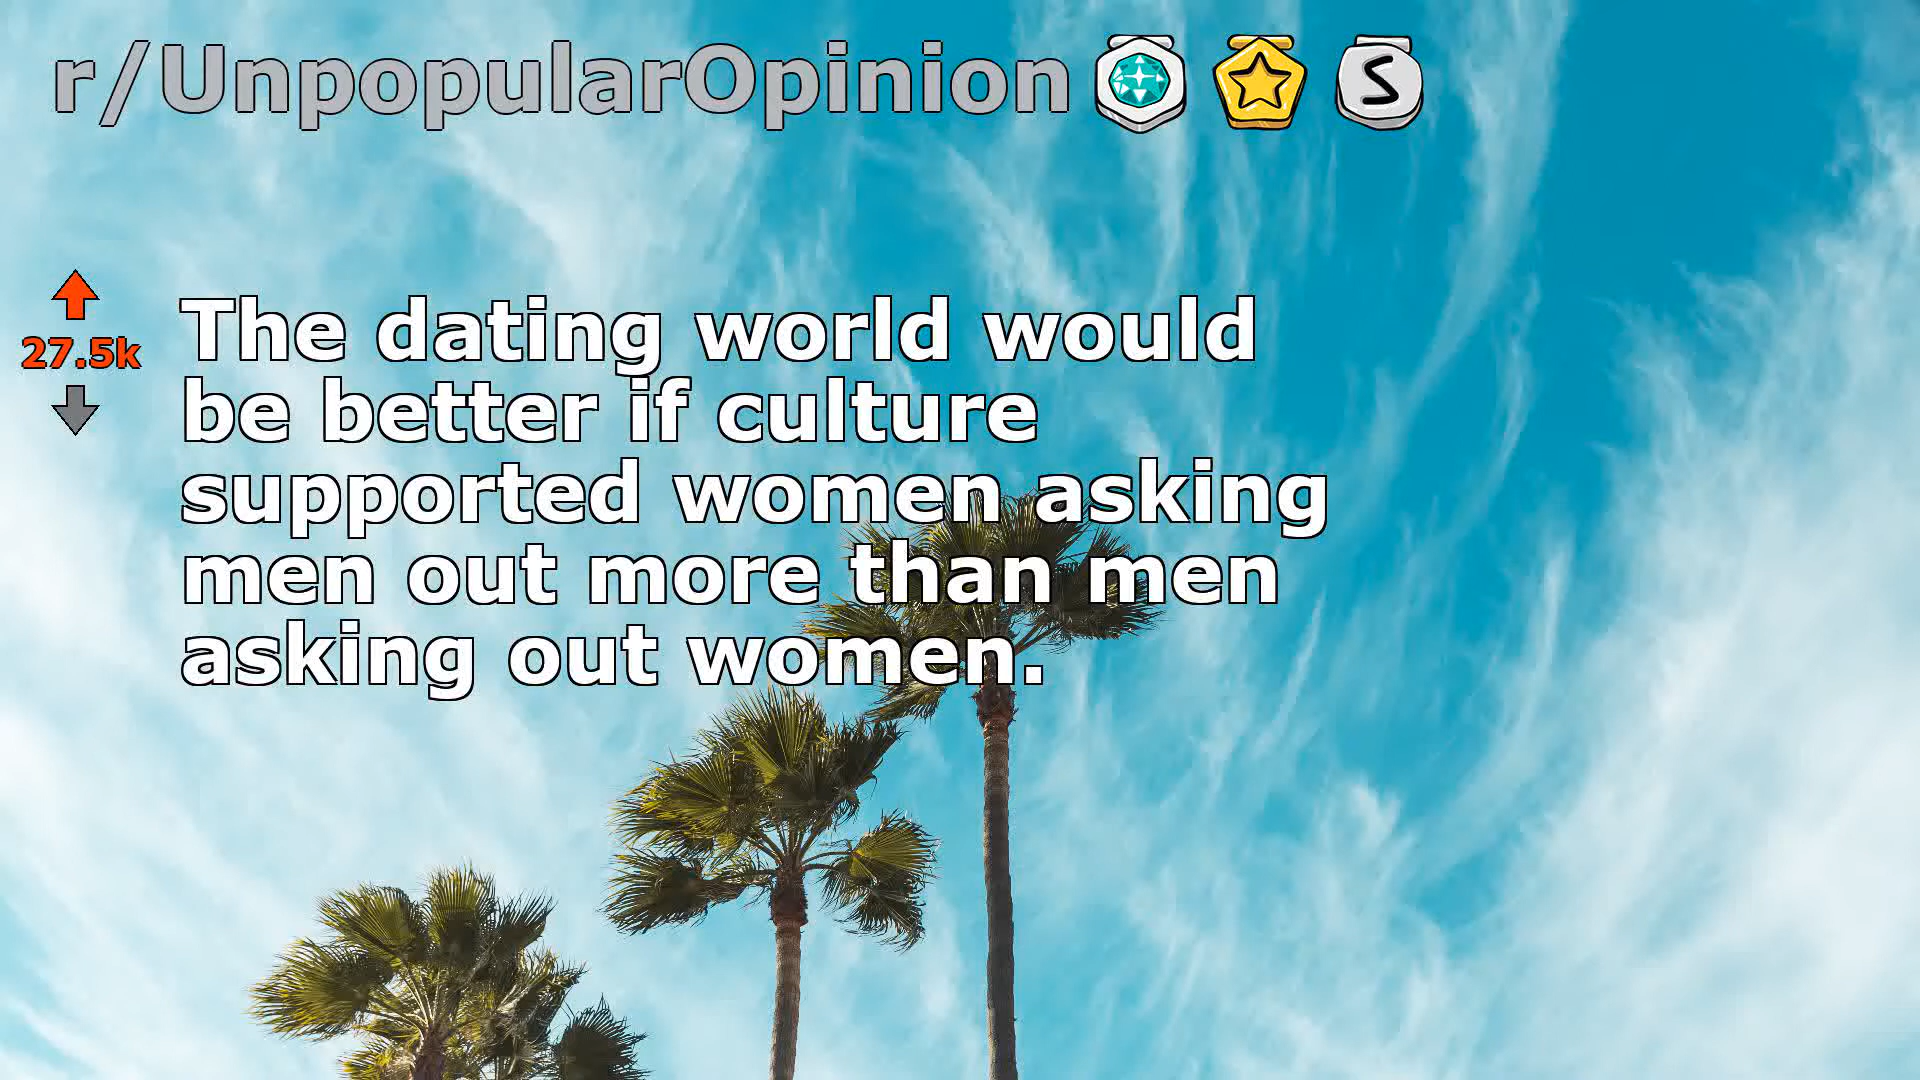 r/UnpopularOpinion
S
27.5k
The dating world would
be better if culture
supported women asking
men out more than men
asking out women.